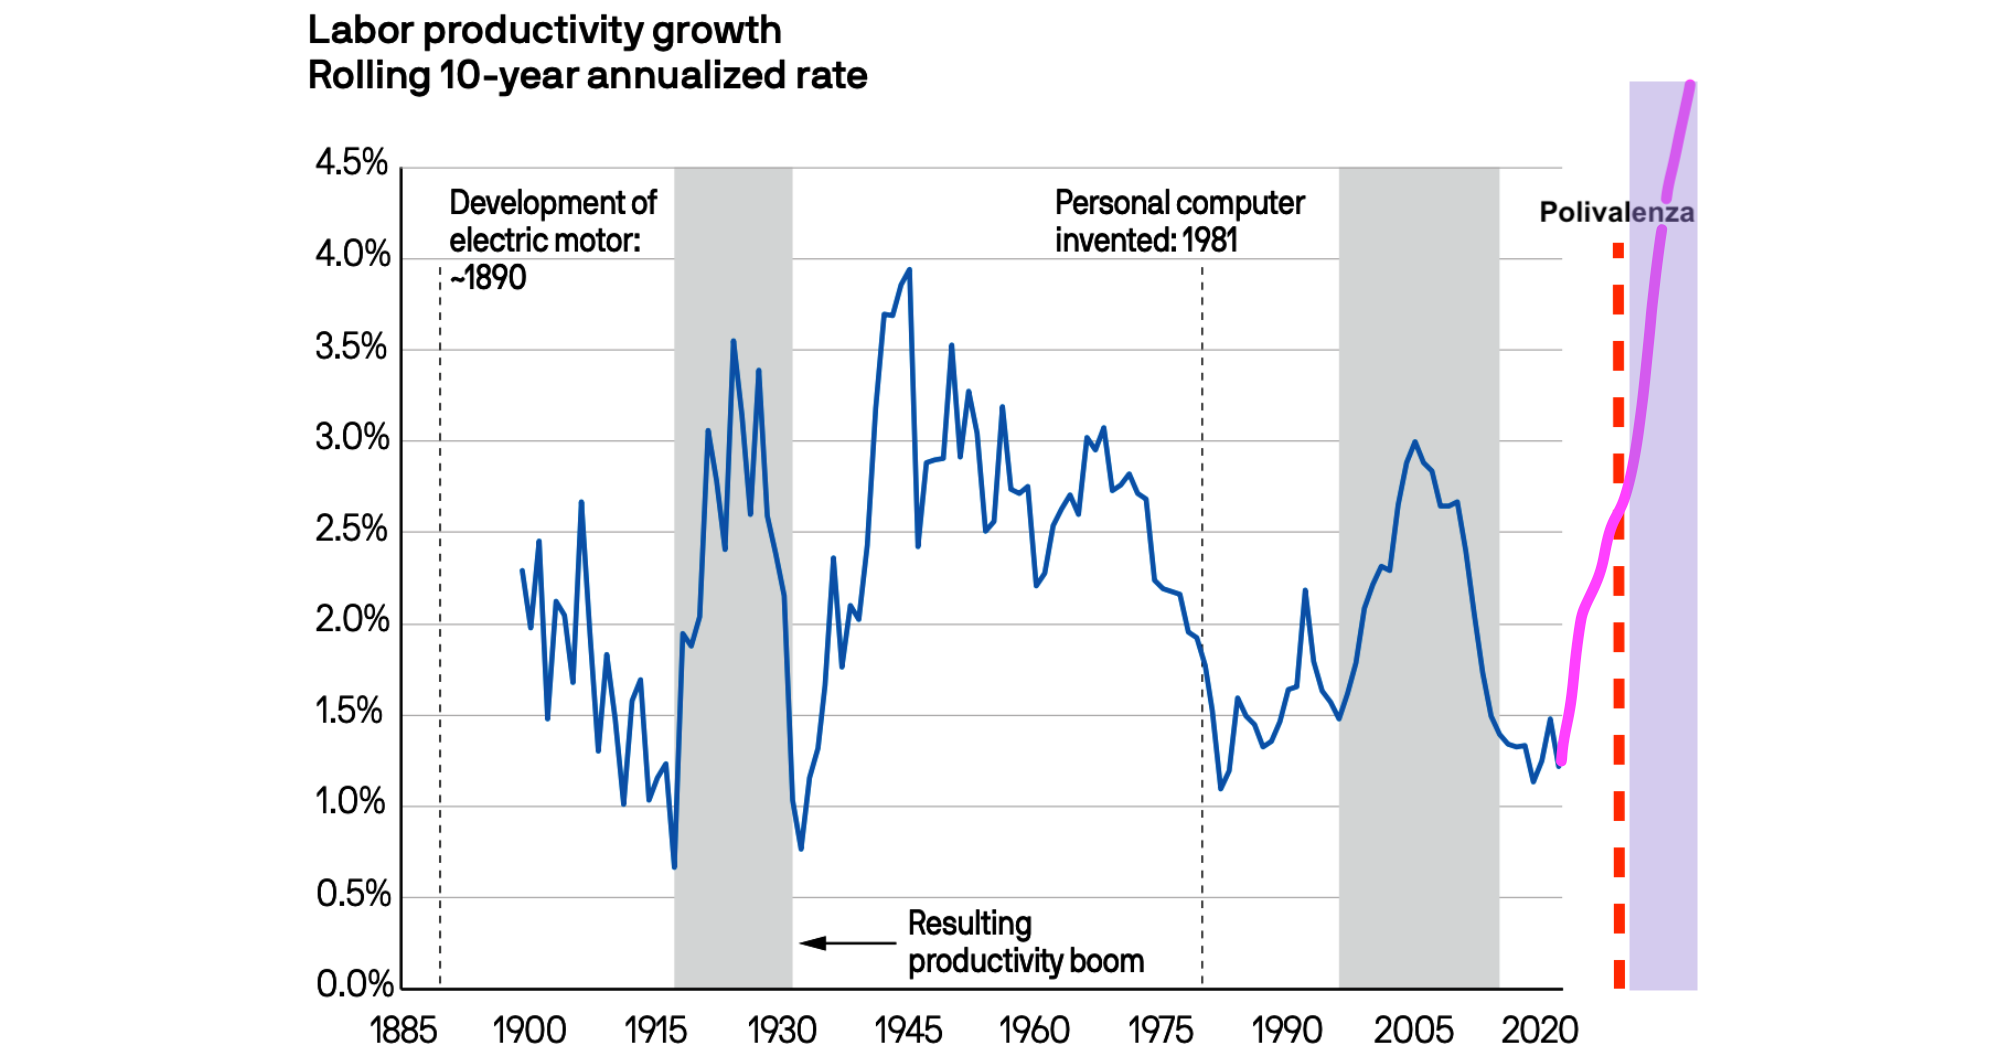 Labor productivity growth
Rolling 10-year annualized rate
4.5%
4.0%
3.5%
3.0%
2.5%
2.0%
1.5%
1.0%
0.5%
0.0%
Development of
electric motor:
~1890
Personal computer
invented: 1981
Polivalenza
Resulting
productivity boom
1885 1900 1915 1930 1945 1960 1975 1990 2005 2020